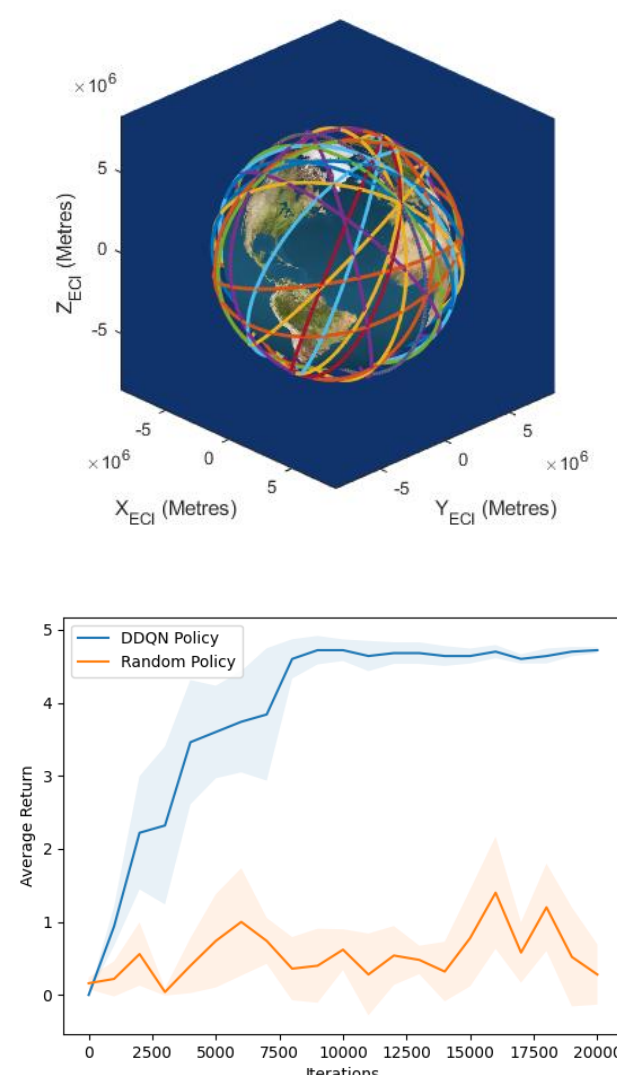 ×10⁶
5
0
-5
Z_ECI (Metres)
-5
0
5
×10⁶
X_ECI (Metres)
-5
0
5
×10⁶
Y_ECI (Metres)
DDQN Policy
Random Policy
5
4
3
2
1
0
Average Return
0 2500 5000 7500 10000 12500 15000 17500 20000
Iterations